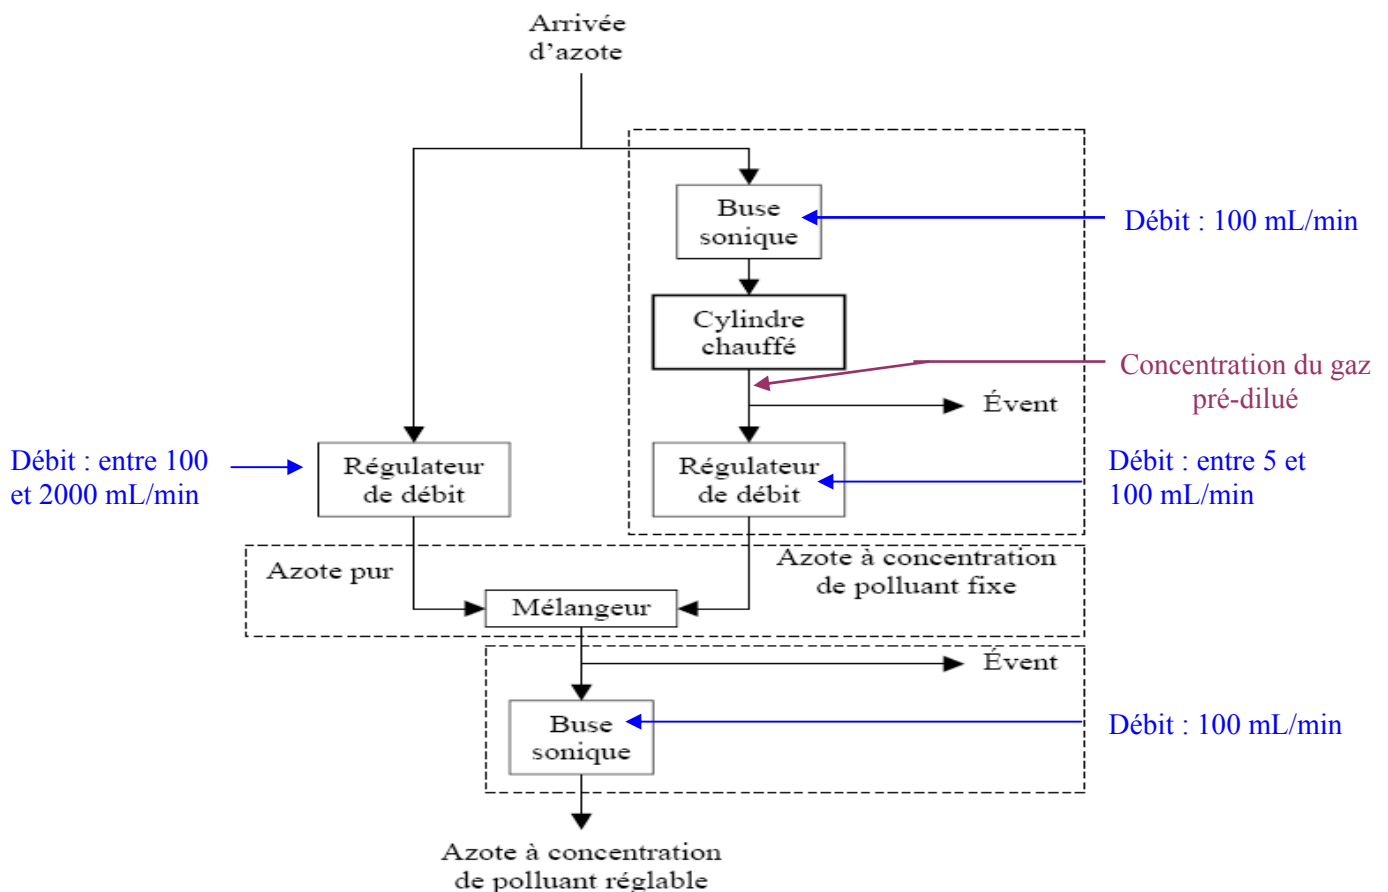 Arrivée
d’azote
Buse
sonique
Débit : 100 mL/min
Cylindre
chauffé
Concentration du gaz
pré-dilué
Évent
Débit : entre 100
et 2000 mL/min
Régulateur
de débit
Régulateur
de débit
Débit : entre 5 et
100 mL/min
Azote pur
Azote à concentration
de polluant fixe
Mélangeur
Évent
Buse
sonique
Débit : 100 mL/min
Azote à concentration
de polluant réglable